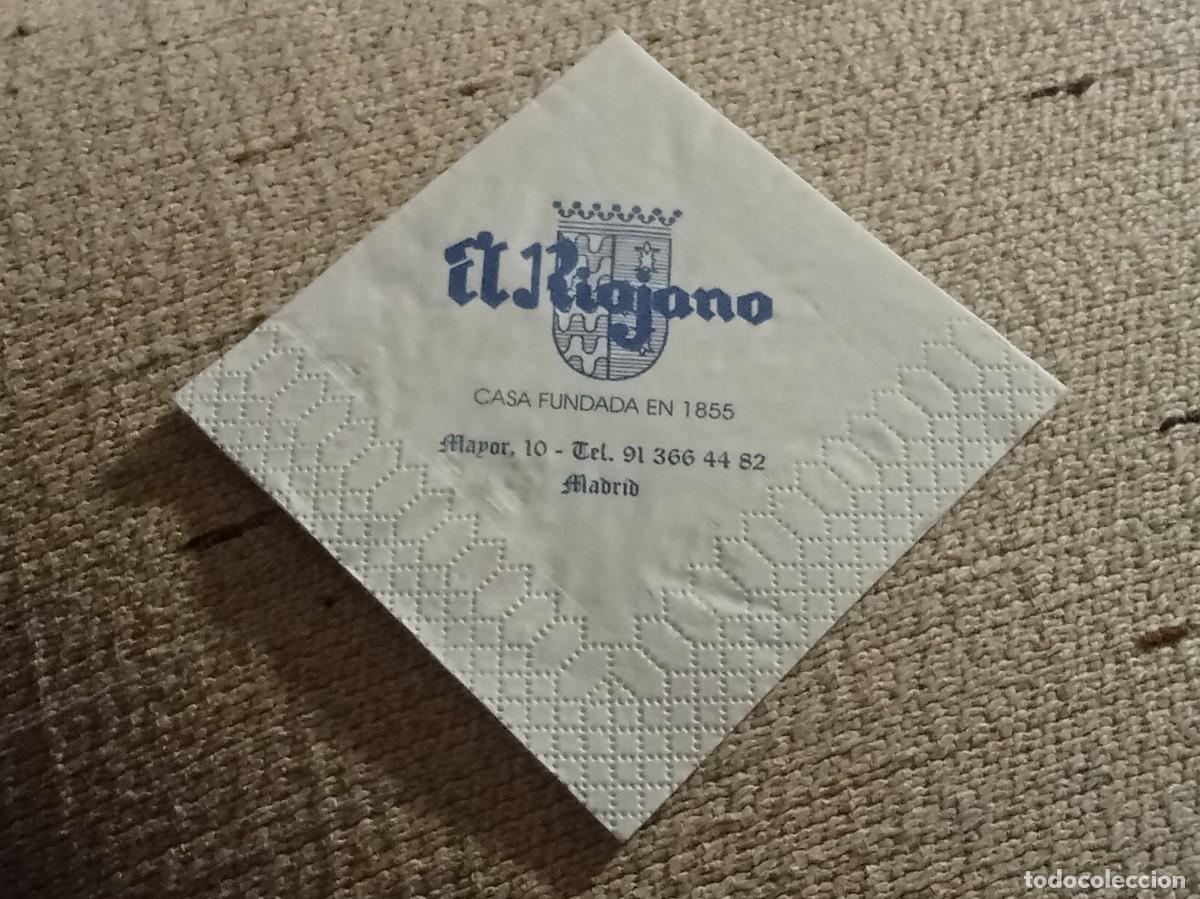 El Riojano
CASA FUNDADA EN 1855
Mayor, 10 - Tel. 91 366 44 82
Madrid
todocoleccion